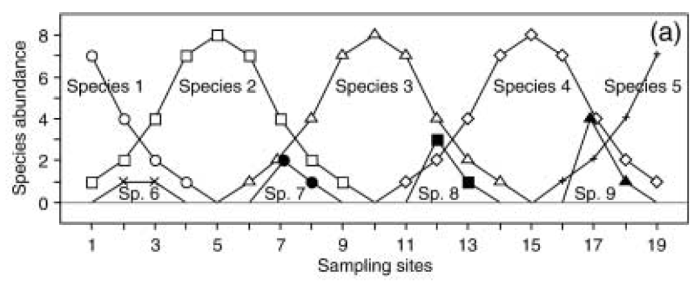 (a)
8
6
4
2
0
Species abundance
Species 1
Species 2
Species 3
Species 4
Species 5
Sp. 6
Sp. 7
Sp. 8
Sp. 9
1 3 5 7 9 11 13 15 17 19
Sampling sites